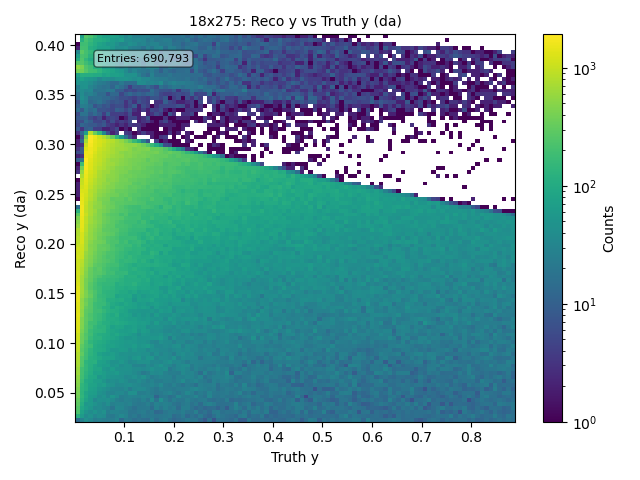 18x275: Reco y vs Truth y (da)
Entries: 690,793
Reco y (da)
0.40
0.35
0.30
0.25
0.20
0.15
0.10
0.05
0.1 0.2 0.3 0.4 0.5 0.6 0.7 0.8
Truth y
10³
10²
10¹
10⁰
Counts